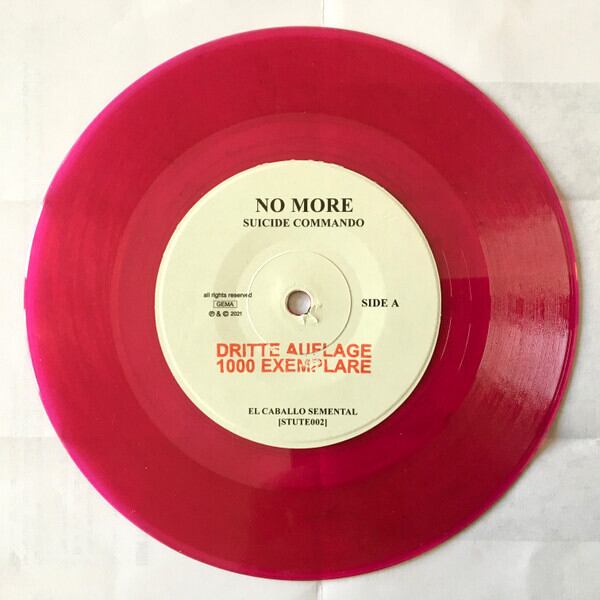 NO MORE
SUICIDE COMMANDO
all rights reserved
GEMA
℗ & © 2021
SIDE A
DRITTE AUFLAGE
1000 EXEMPLARE
EL CABALLO SEMENTAL
[STUTE002]